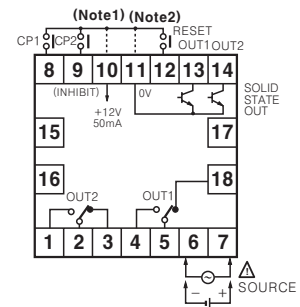 (Note1) (Note2)
CP1 CP2 RESET
OUT1 OUT2
8 9 10 11 12 13 14
(INHIBIT) 0V SOLID
STATE
OUT
+12V
50mA
15 17
16 18
OUT2 OUT1
1 2 3 4 5 6 7
SOURCE
− +